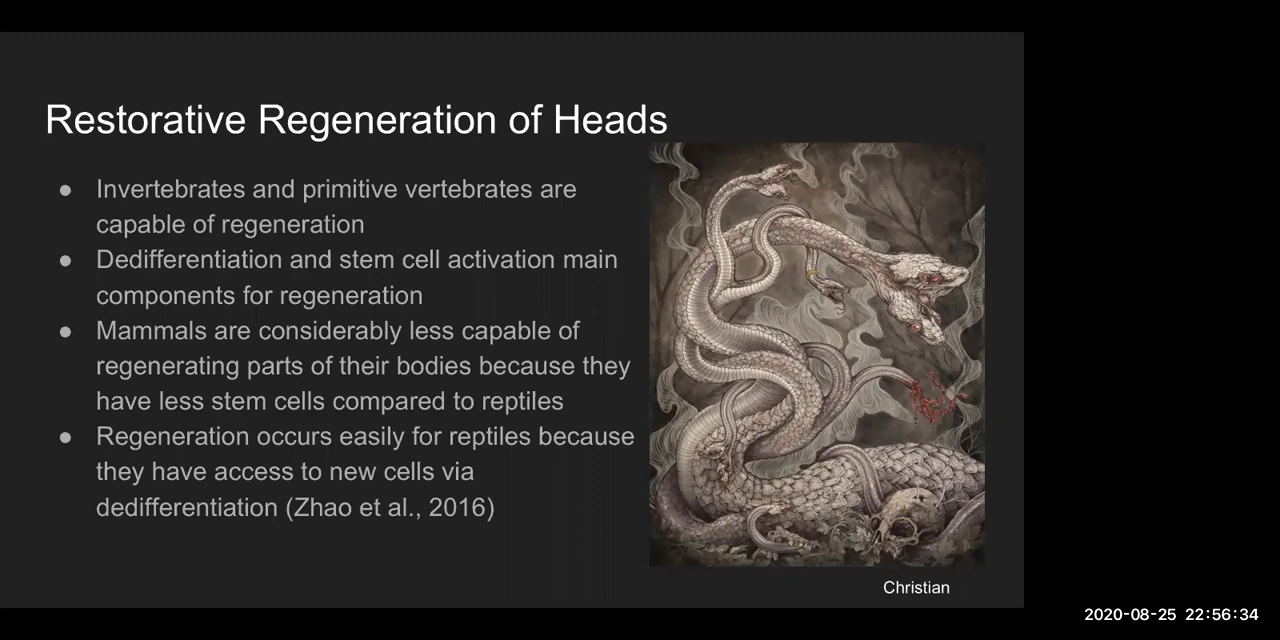 Restorative Regeneration of Heads
● Invertebrates and primitive vertebrates are
capable of regeneration
● Dedifferentiation and stem cell activation main
components for regeneration
● Mammals are considerably less capable of
regenerating parts of their bodies because they
have less stem cells compared to reptiles
● Regeneration occurs easily for reptiles because
they have access to new cells via
dedifferentiation (Zhao et al., 2016)
Christian
2020-08-25 22:56:34